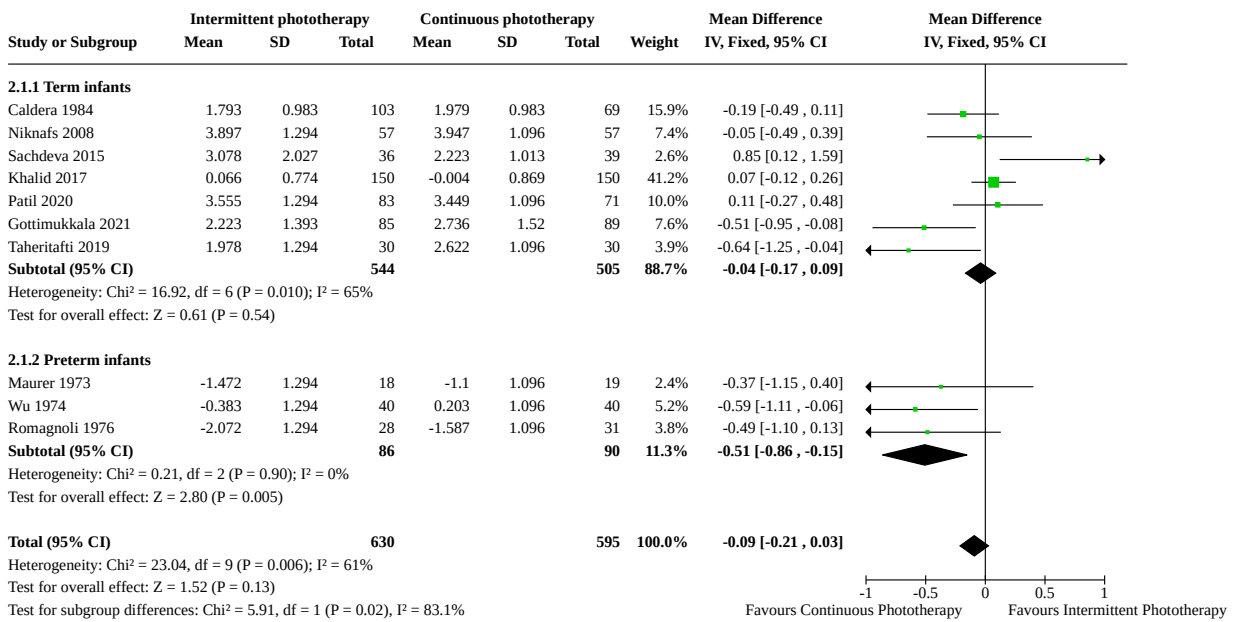 Intermittent phototherapy Continuous phototherapy Mean Difference Mean Difference
Study or Subgroup Mean SD Total Mean SD Total Weight IV, Fixed, 95% CI IV, Fixed, 95% CI
2.1.1 Term infants
Caldera 1984 1.793 0.983 103 1.979 0.983 69 15.9% -0.19 [-0.49 , 0.11]
Niknafs 2008 3.897 1.294 57 3.947 1.096 57 7.4% -0.05 [-0.49 , 0.39]
Sachdeva 2015 3.078 2.027 36 2.223 1.013 39 2.6% 0.85 [0.12 , 1.59]
Khalid 2017 0.066 0.774 150 -0.004 0.869 150 41.2% 0.07 [-0.12 , 0.26]
Patil 2020 3.555 1.294 83 3.449 1.096 71 10.0% 0.11 [-0.27 , 0.48]
Gottimukkala 2021 2.223 1.393 85 2.736 1.52 89 7.6% -0.51 [-0.95 , -0.08]
Taheritafti 2019 1.978 1.294 30 2.622 1.096 30 3.9% -0.64 [-1.25 , -0.04]
Subtotal (95% CI) 544 505 88.7% -0.04 [-0.17 , 0.09]
Heterogeneity: Chi² = 16.92, df = 6 (P = 0.010); I² = 65%
Test for overall effect: Z = 0.61 (P = 0.54)
2.1.2 Preterm infants
Maurer 1973 -1.472 1.294 18 -1.1 1.096 19 2.4% -0.37 [-1.15 , 0.40]
Wu 1974 -0.383 1.294 40 0.203 1.096 40 5.2% -0.59 [-1.11 , -0.06]
Romagnoli 1976 -2.072 1.294 28 -1.587 1.096 31 3.8% -0.49 [-1.10 , 0.13]
Subtotal (95% CI) 86 90 11.3% -0.51 [-0.86 , -0.15]
Heterogeneity: Chi² = 0.21, df = 2 (P = 0.90); I² = 0%
Test for overall effect: Z = 2.80 (P = 0.005)
Total (95% CI) 630 595 100.0% -0.09 [-0.21 , 0.03]
Heterogeneity: Chi² = 23.04, df = 9 (P = 0.006); I² = 61%
Test for overall effect: Z = 1.52 (P = 0.13)
-1 -0.5 0 0.5 1
Test for subgroup differences: Chi² = 5.91, df = 1 (P = 0.02), I² = 83.1% Favours Continuous Phototherapy Favours Intermittent Phototherapy